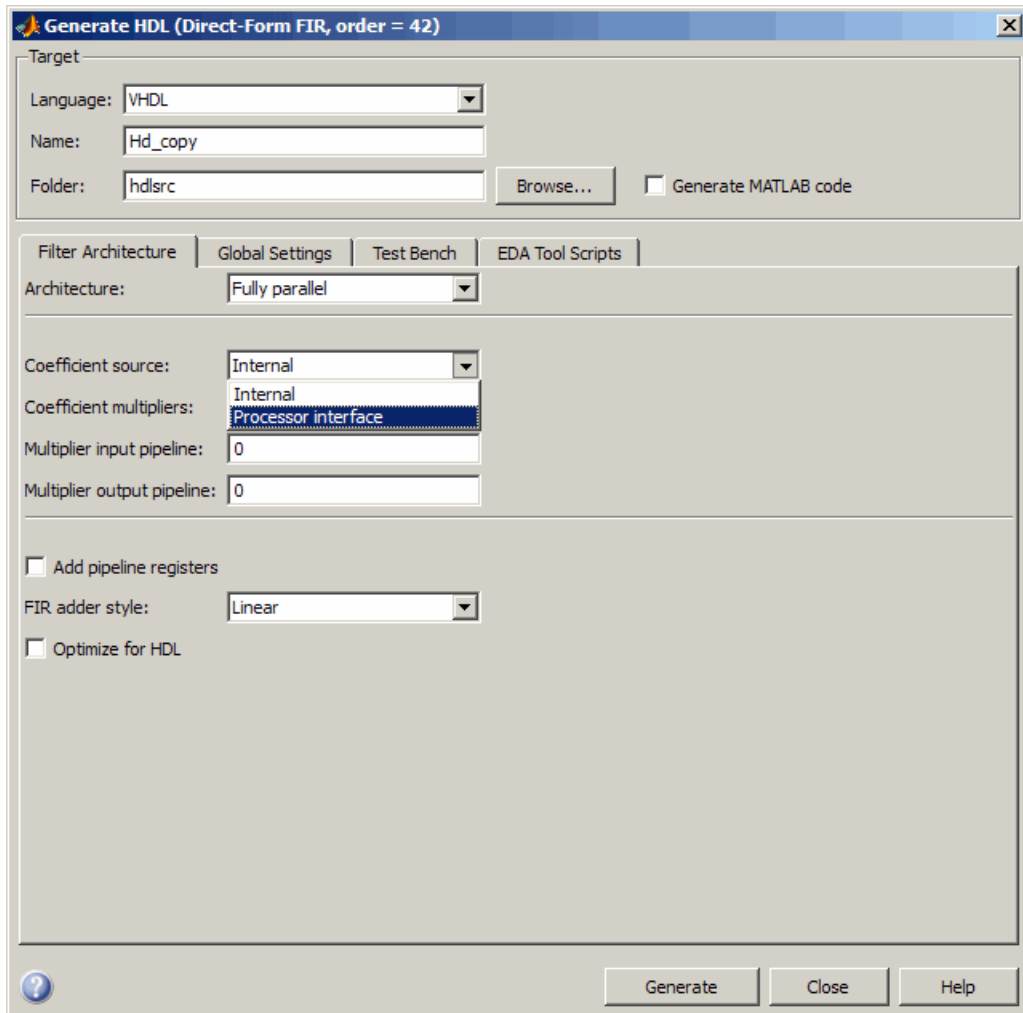 Generate HDL (Direct-Form FIR, order = 42)
Target
Language: VHDL
Name: Hd_copy
Folder: hdlsrc Browse... Generate MATLAB code
Filter Architecture Global Settings Test Bench EDA Tool Scripts
Architecture: Fully parallel
Coefficient source: Internal
Internal
Coefficient multipliers:
Processor interface
Multiplier input pipeline: 0
Multiplier output pipeline: 0
Add pipeline registers
FIR adder style: Linear
Optimize for HDL
? Generate Close Help